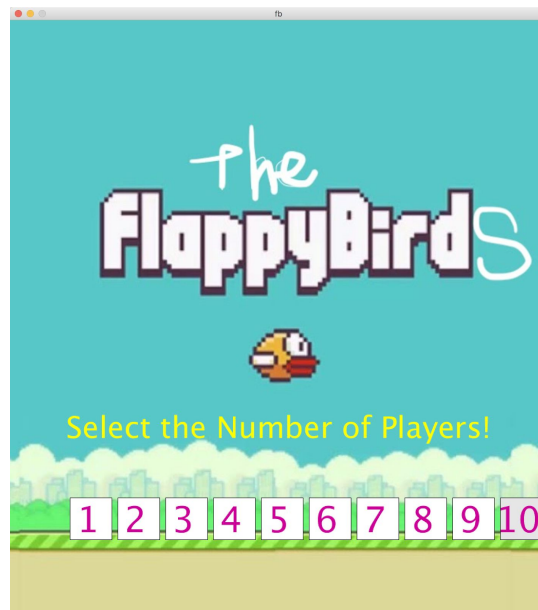 fb
The
FlappyBirdS
Select the Number of Players!
1 2 3 4 5 6 7 8 9 10